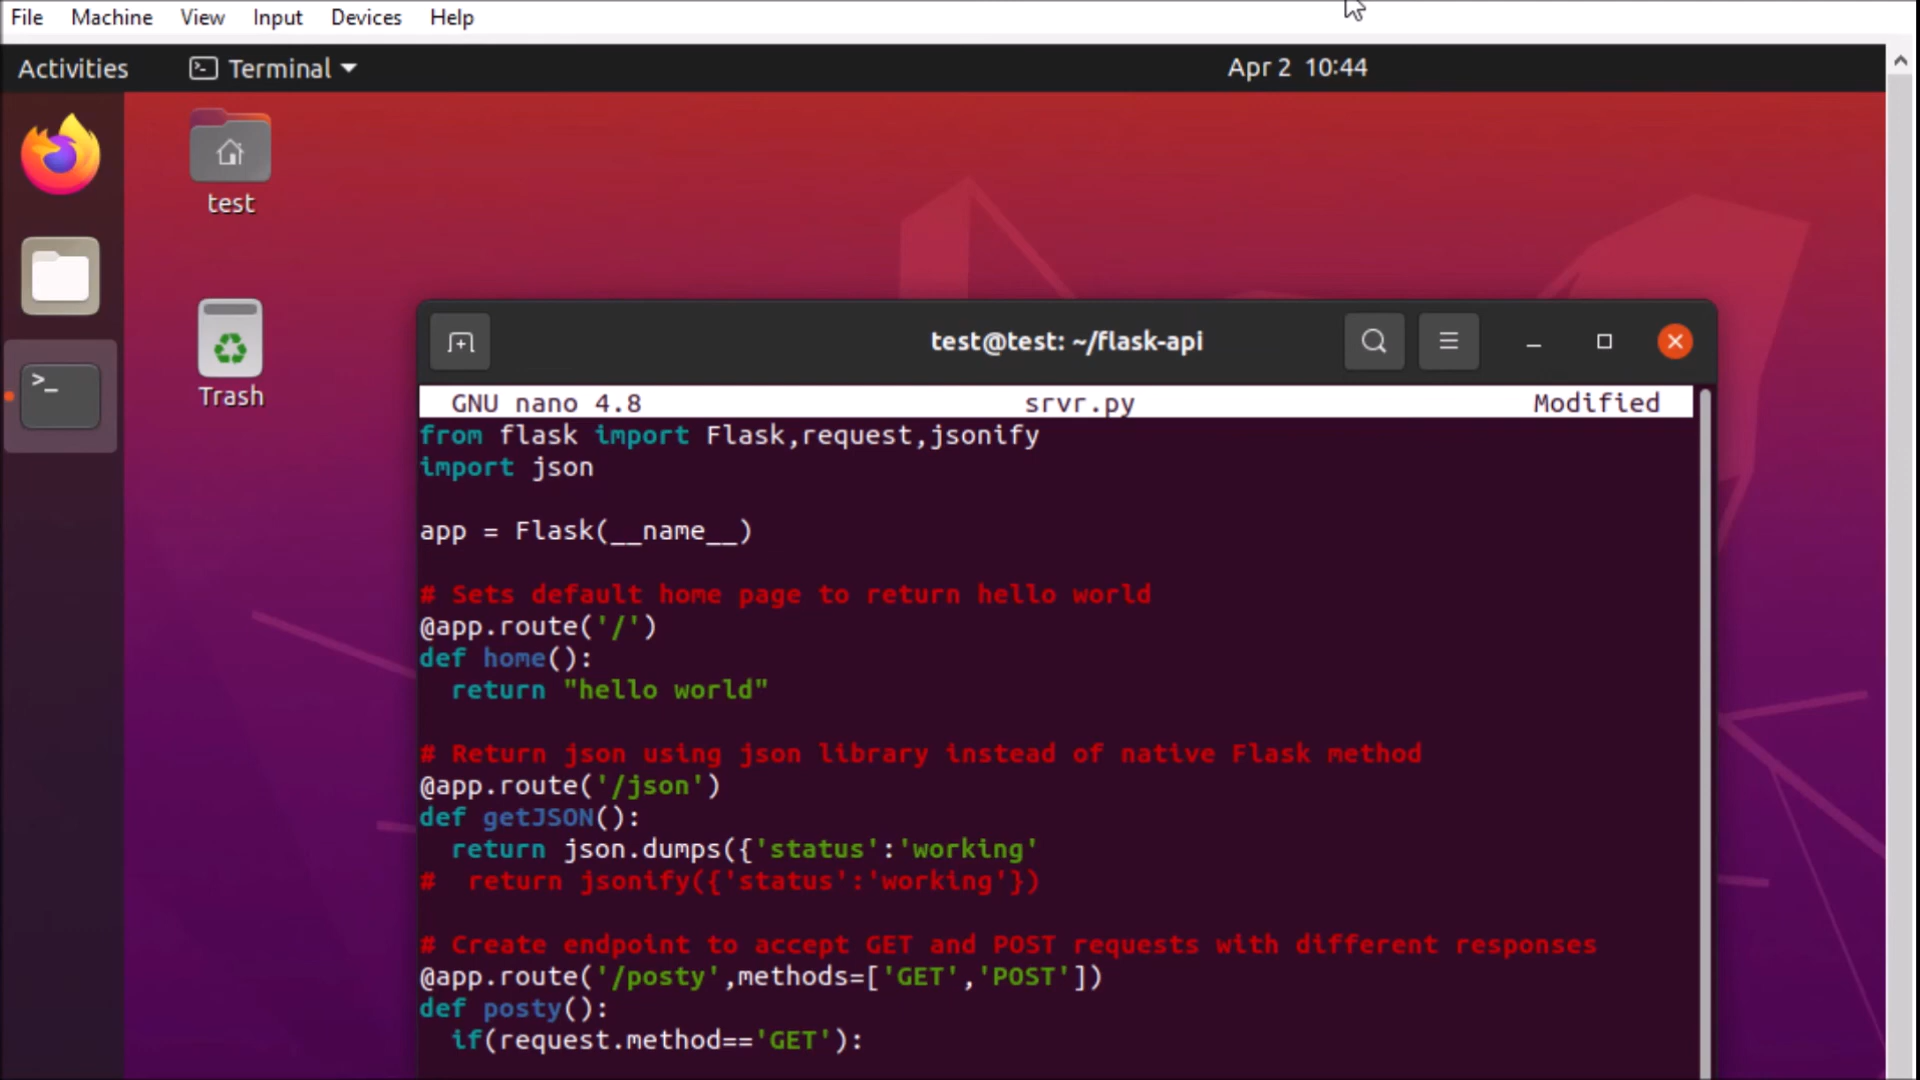 File Machine View Input Devices Help
Activities Terminal Apr 2 10:44
test
Trash
test@test: ~/flask-api
GNU nano 4.8 srvr.py Modified
from flask import Flask,request,jsonify
import json
app = Flask(__name__)
# Sets default home page to return hello world
@app.route('/')
def home():
  return "hello world"
# Return json using json library instead of native Flask method
@app.route('/json')
def getJSON():
  return json.dumps({'status':'working'
#  return jsonify({'status':'working'})
# Create endpoint to accept GET and POST requests with different responses
@app.route('/posty',methods=['GET','POST'])
def posty():
  if(request.method=='GET'):